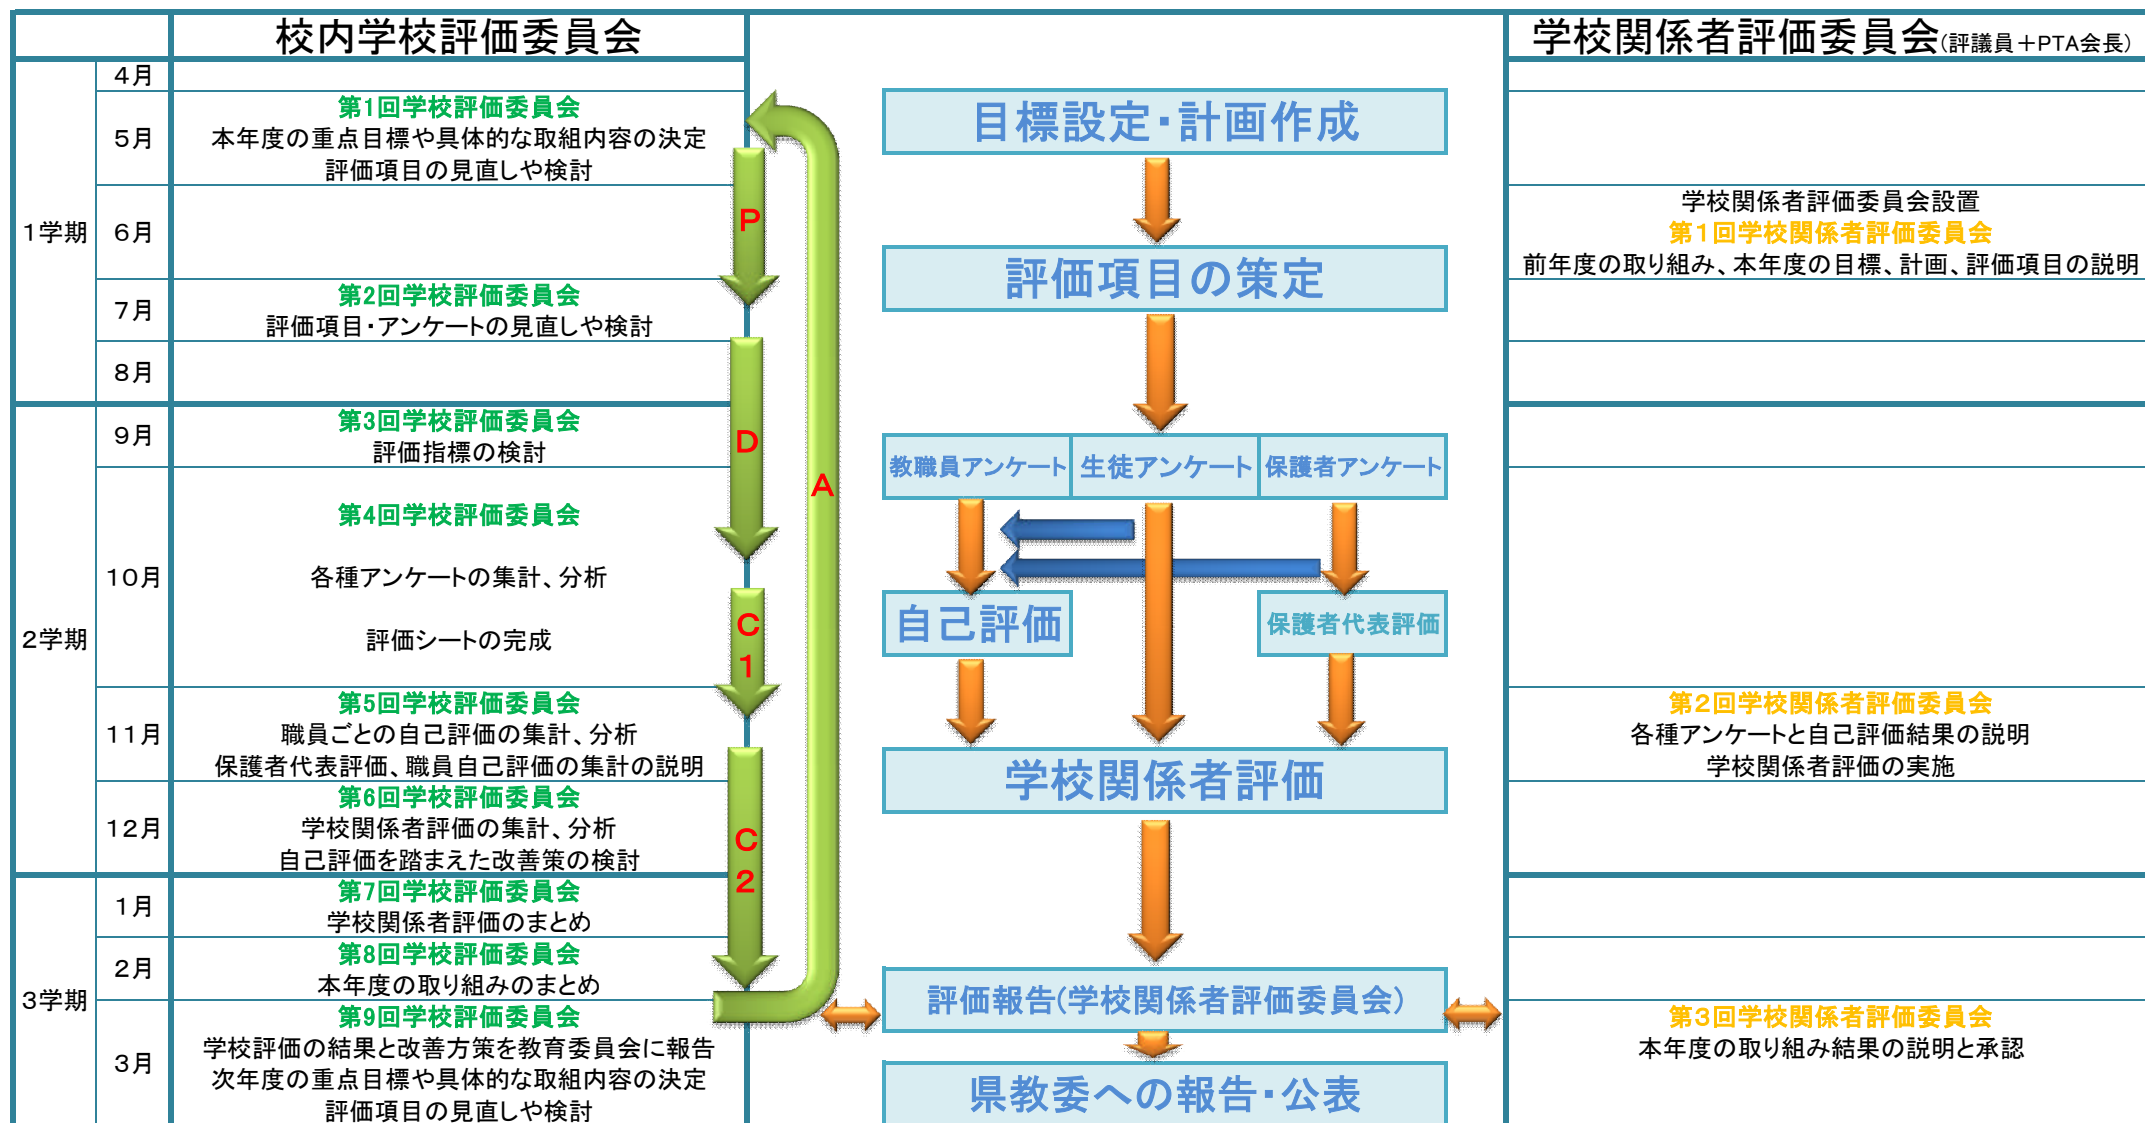 校内学校評価委員会
学校関係者評価委員会(評議員+PTA会長)
1学期
4月
5月
第1回学校評価委員会
本年度の重点目標や具体的な取組内容の決定
評価項目の見直しや検討
6月
7月
第2回学校評価委員会
評価項目・アンケートの見直しや検討
8月
2学期
9月
第3回学校評価委員会
評価指標の検討
10月
第4回学校評価委員会
各種アンケートの集計、分析
評価シートの完成
11月
第5回学校評価委員会
職員ごとの自己評価の集計、分析
保護者代表評価、職員自己評価の集計の説明
12月
第6回学校評価委員会
学校関係者評価の集計、分析
自己評価を踏まえた改善策の検討
3学期
1月
第7回学校評価委員会
学校関係者評価のまとめ
2月
第8回学校評価委員会
本年度の取り組みのまとめ
3月
第9回学校評価委員会
学校評価の結果と改善方策を教育委員会に報告
次年度の重点目標や具体的な取組内容の決定
評価項目の見直しや検討
P
D
C
1
C
2
A
目標設定・計画作成
評価項目の策定
教職員アンケート
生徒アンケート
保護者アンケート
自己評価
保護者代表評価
学校関係者評価
評価報告(学校関係者評価委員会)
県教委への報告・公表
学校関係者評価委員会設置
第1回学校関係者評価委員会
前年度の取り組み、本年度の目標、計画、評価項目の説明
第2回学校関係者評価委員会
各種アンケートと自己評価結果の説明
学校関係者評価の実施
第3回学校関係者評価委員会
本年度の取り組み結果の説明と承認